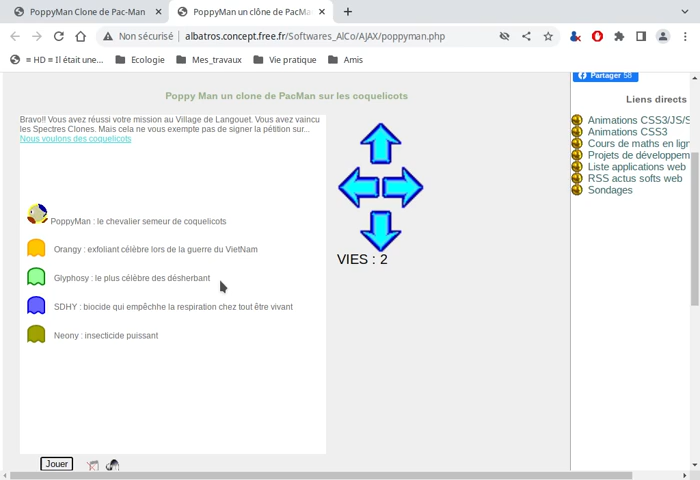 PoppyMan Clone de Pac-Man
PoppyMan un clône de PacMa
Non sécurisé
albatros.concept.free.fr/Softwares_AlCo/AJAX/poppyman.php
= HD = Il était une...
Ecologie
Mes_travaux
Vie pratique
Amis
Partager 58
Poppy Man un clone de PacMan sur les coquelicots
Liens directs
Bravo!! Vous avez réussi votre mission au Village de Langouet. Vous avez vaincu
les Spectres Clones. Mais cela ne vous exempte pas de signer la pétition sur...
Nous voulons des coquelicots
Animations CSS3/JS/S
Animations CSS3
Cours de maths en lign
Projets de développem
Liste applications web
RSS actus softs web
Sondages
PoppyMan : le chevalier semeur de coquelicots
Orangy : exfoliant célèbre lors de la guerre du VietNam
VIES : 2
Glyphosy : le plus célèbre des désherbant
SDHY : biocide qui empêchhe la respiration chez tout être vivant
Neony : insecticide puissant
Jouer